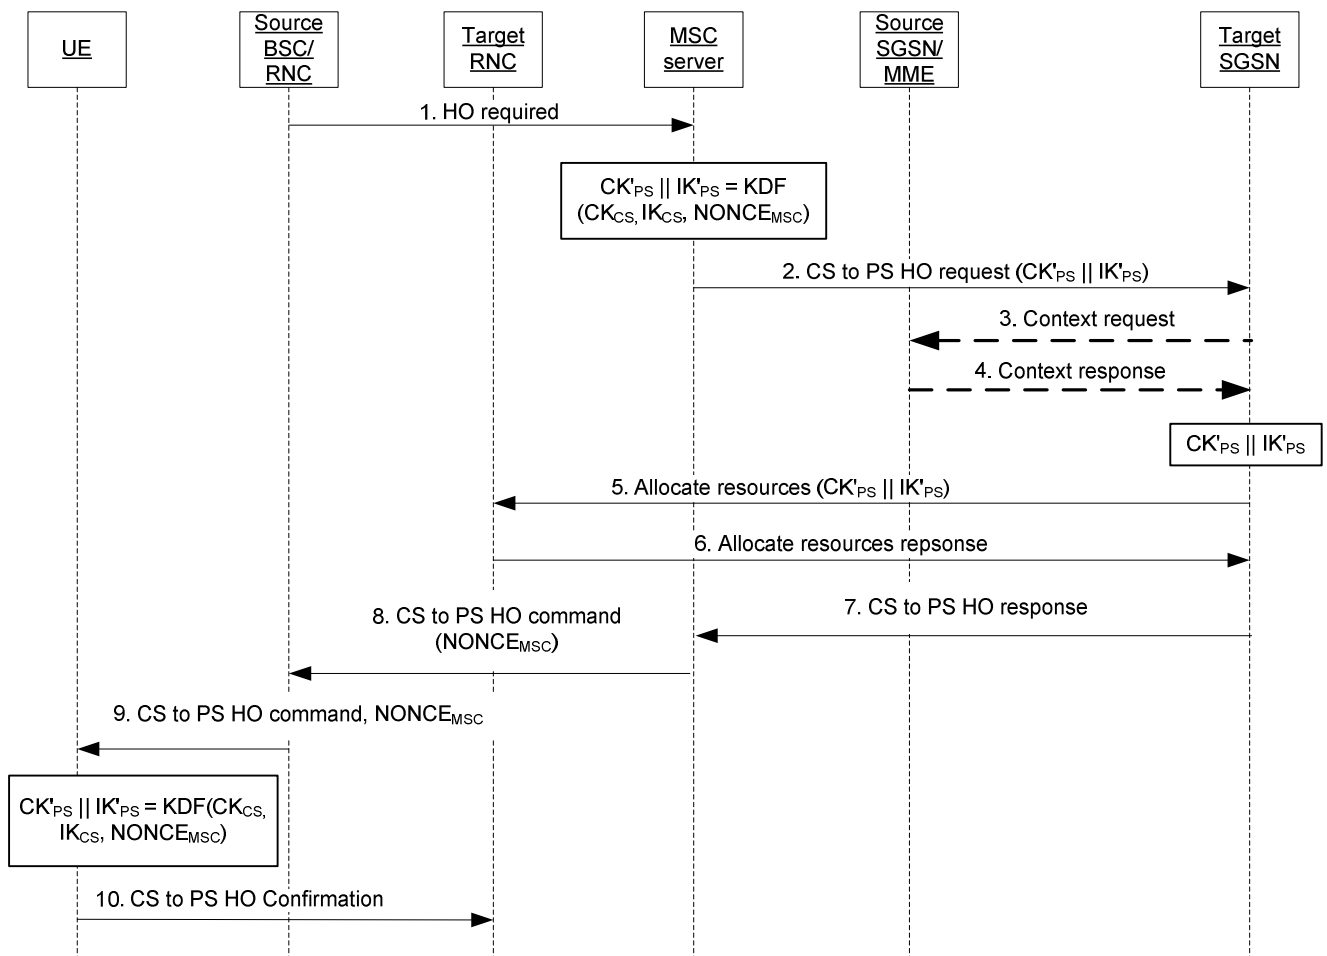 UE
Source
BSC/
RNC
Target
RNC
MSC
server
Source
SGSN/
MME
Target
SGSN
1. HO required
CK'PS || IK'PS = KDF
(CKCS, IKCS, NONCEMSC)
2. CS to PS HO request (CK'PS || IK'PS)
3. Context request
4. Context response
CK'PS || IK'PS
5. Allocate resources (CK'PS || IK'PS)
6. Allocate resources repsonse
7. CS to PS HO response
8. CS to PS HO command
(NONCEMSC)
9. CS to PS HO command, NONCEMSC
CK'PS || IK'PS = KDF(CKCS,
IKCS, NONCEMSC)
10. CS to PS HO Confirmation